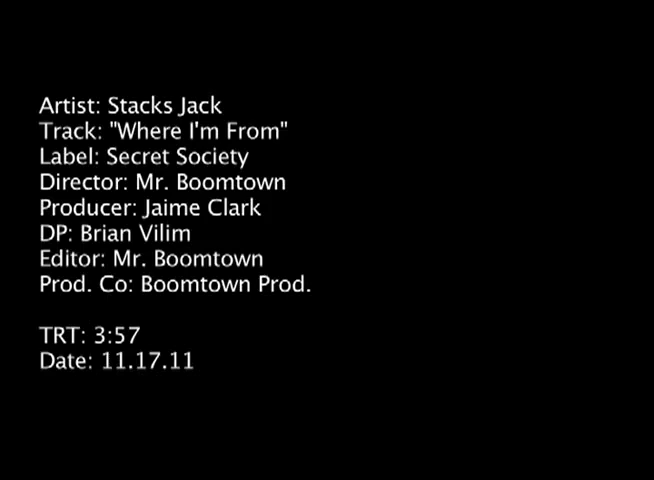 Artist: Stacks Jack
Track: "Where I'm From"
Label: Secret Society
Director: Mr. Boomtown
Producer: Jaime Clark
DP: Brian Vilim
Editor: Mr. Boomtown
Prod. Co: Boomtown Prod.
TRT: 3:57
Date: 11.17.11